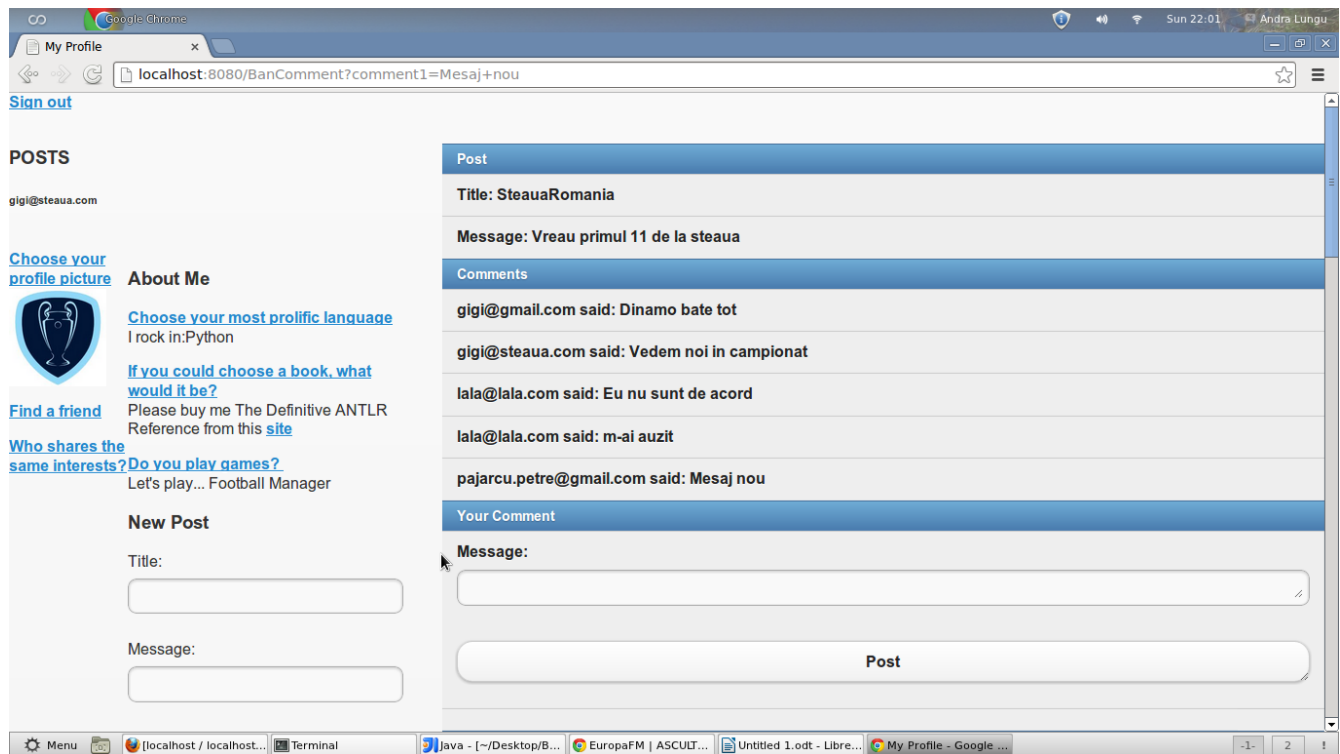 Google Chrome
Sun 22:01
Andra Lungu
My Profile
localhost:8080/BanComment?comment1=Mesaj+nou
Sign out
POSTS
gigi@steaua.com
Choose your
profile picture
Find a friend
Who shares the
same interests?
About Me
Choose your most prolific language
I rock in:Python
If you could choose a book, what
would it be?
Please buy me The Definitive ANTLR
Reference from this site
Do you play games?
Let's play... Football Manager
New Post
Title:
Message:
Post
Title: SteauaRomania
Message: Vreau primul 11 de la steaua
Comments
gigi@gmail.com said: Dinamo bate tot
gigi@steaua.com said: Vedem noi in campionat
lala@lala.com said: Eu nu sunt de acord
lala@lala.com said: m-ai auzit
pajarcu.petre@gmail.com said: Mesaj nou
Your Comment
Message:
Post
Menu
[localhost / localhost...
Terminal
Java - [~/Desktop/B...
EuropaFM | ASCULT...
Untitled 1.odt - Libre...
My Profile - Google ...
-1-
2
!